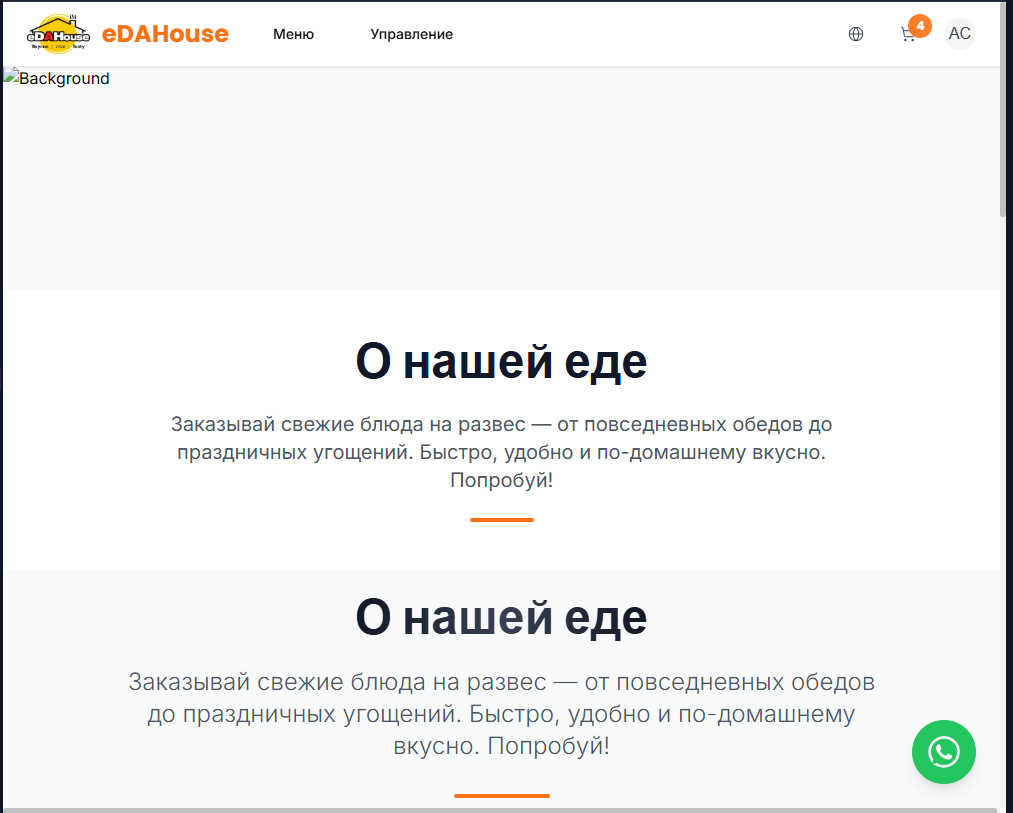 eDAHouse
eDAHouse
Меню
Управление
4
AC
Background
О нашей еде
Заказывай свежие блюда на развес — от повседневных обедов до
праздничных угощений. Быстро, удобно и по-домашнему вкусно.
Попробуй!
О нашей еде
Заказывай свежие блюда на развес — от повседневных обедов
до праздничных угощений. Быстро, удобно и по-домашнему
вкусно. Попробуй!